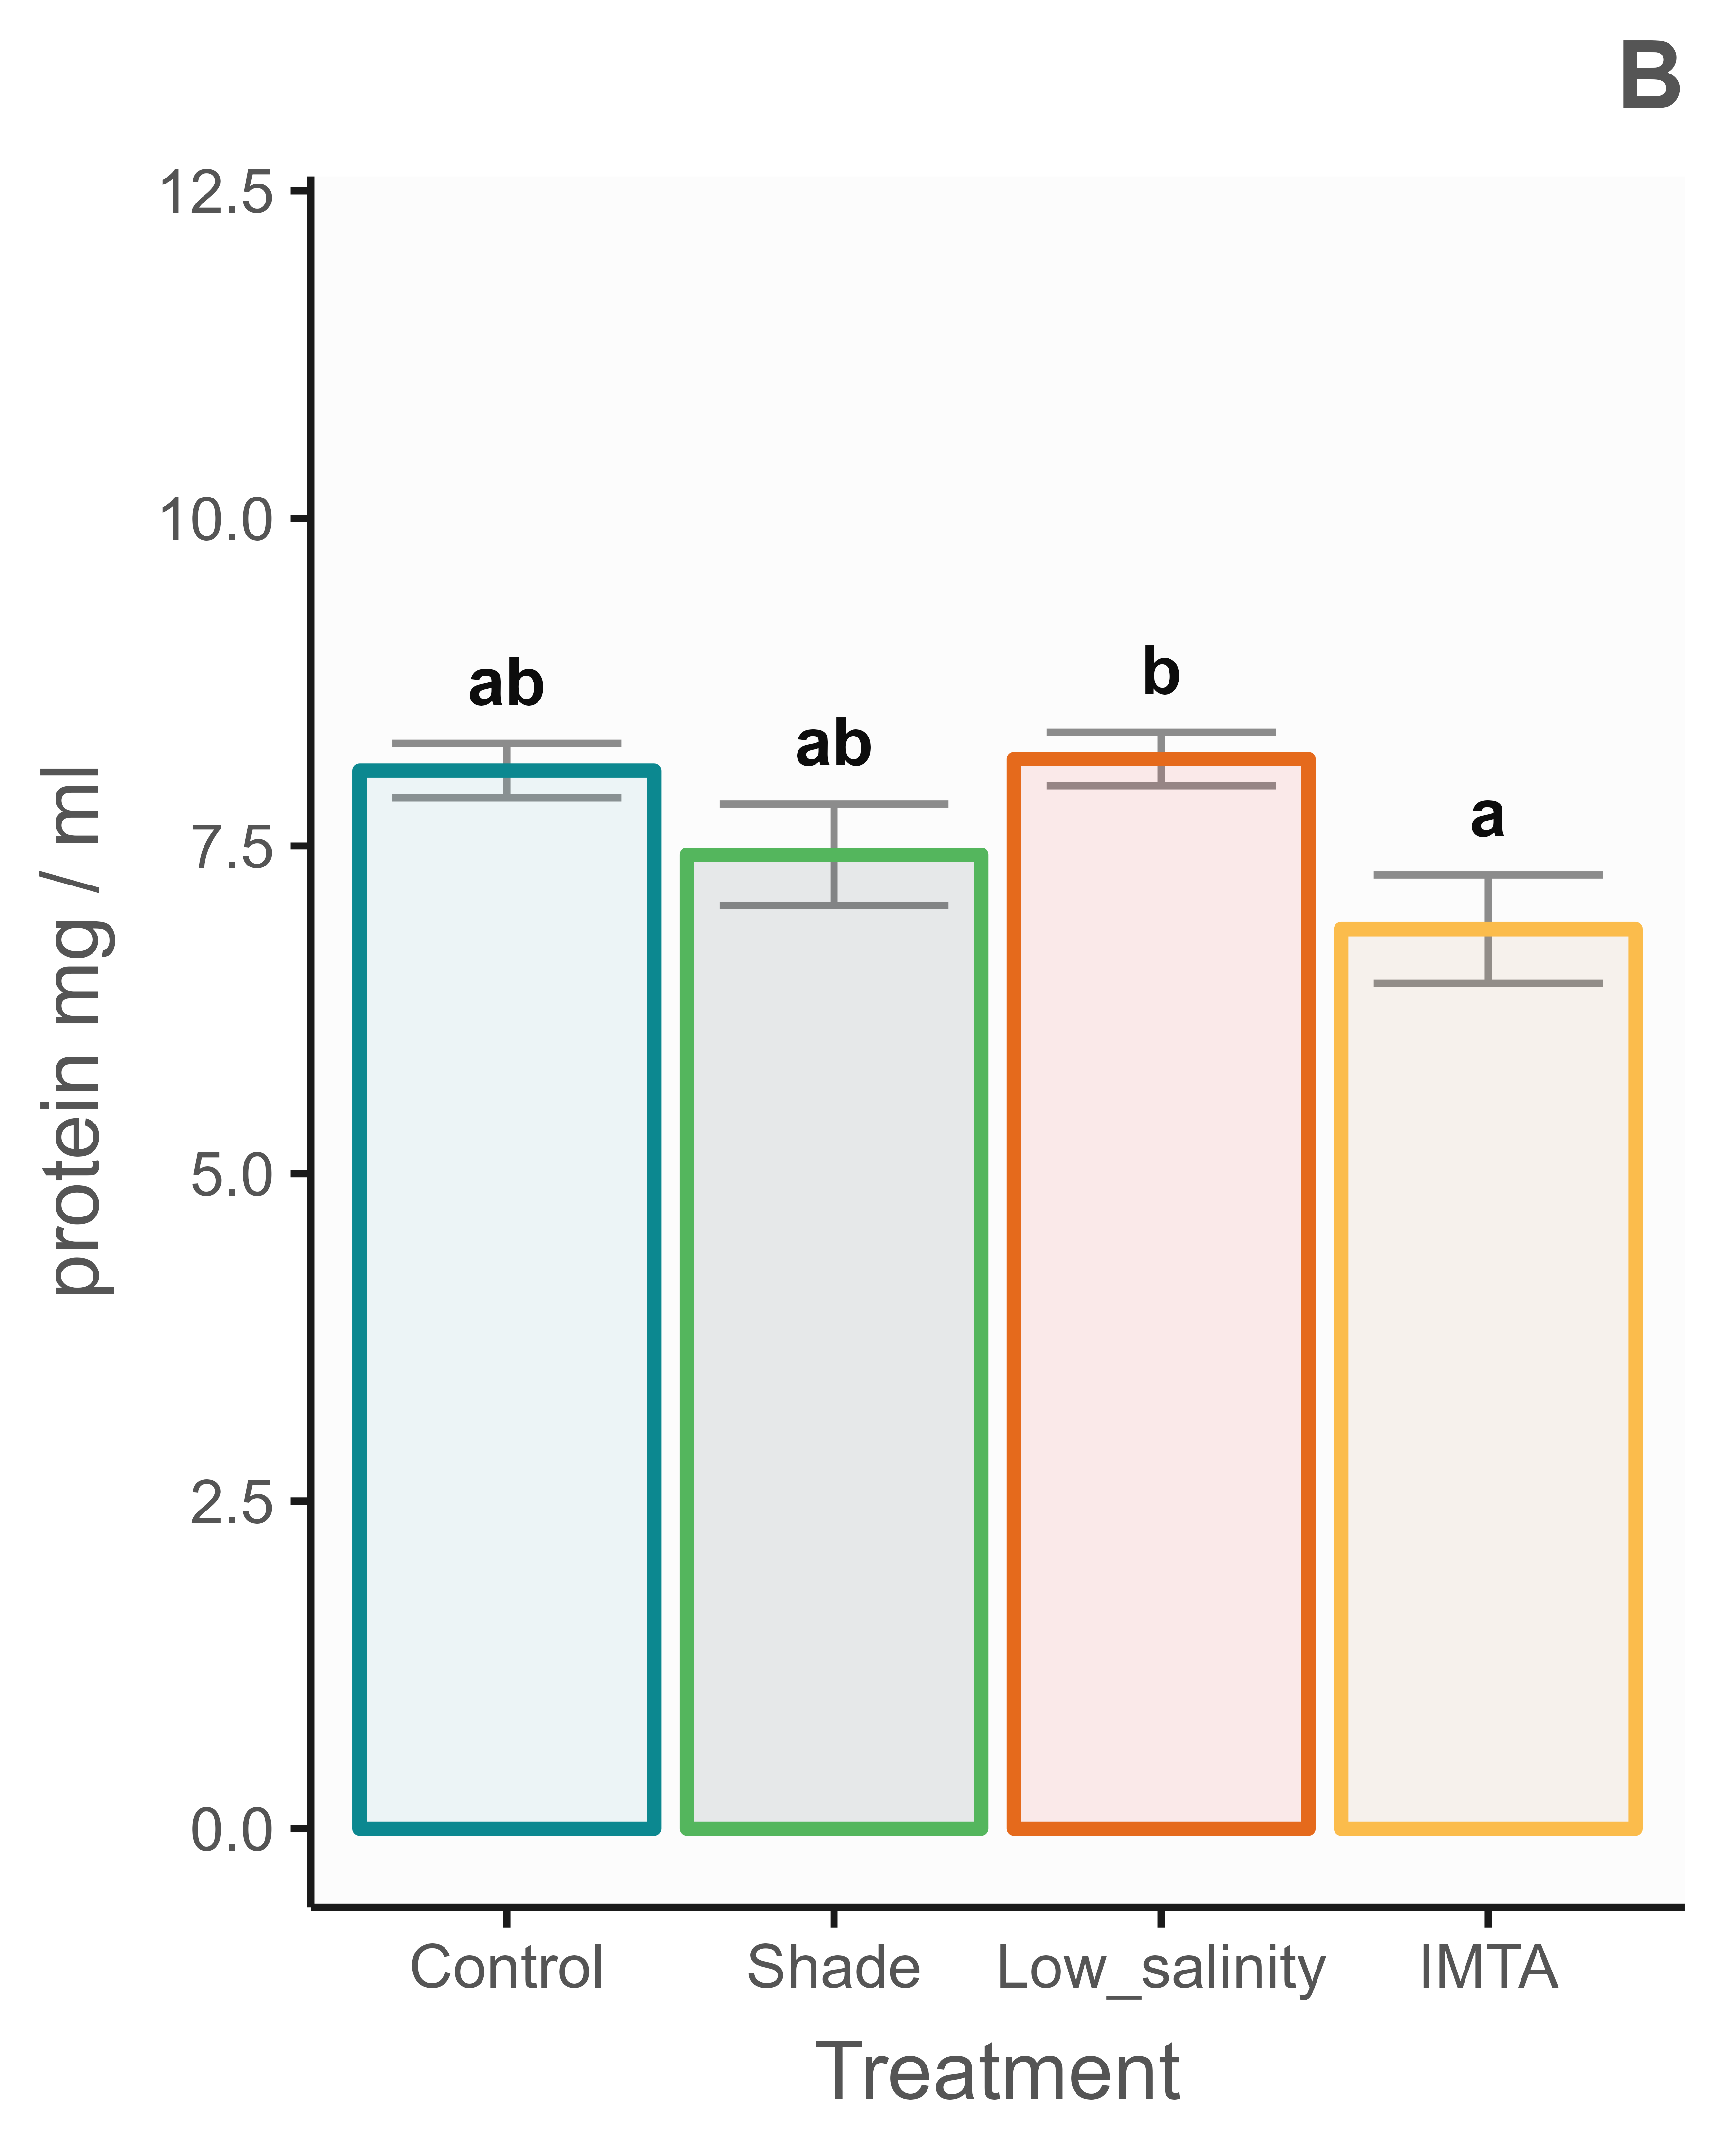 B
12.5
10.0
7.5
5.0
2.5
0.0
protein mg / ml
ab
ab
b
a
Control
Shade
Low_salinity
IMTA
Treatment